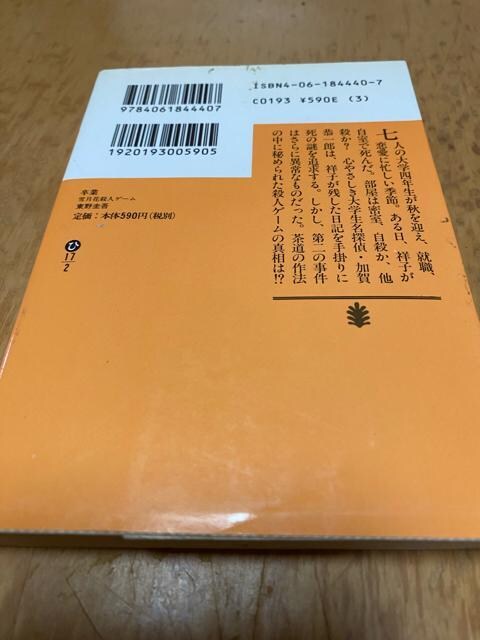 9784061844407
1920193005905
ISBN4-06-184440-7
C0193 ¥590E (3)
卒業
雪月花殺人ゲーム
東野圭吾
定価:本体590円(税別)
ひ
17
2
七人の大学四年生が秋を迎え、就職、
恋愛に忙しい季節。ある日、祥子が
自室で死んだ。部屋は密室、自殺か、他
殺か?心やさしき大学生名探偵・加賀
恭一郎は、祥子が残した日記を手掛りに
死の謎を追求する。しかし、第二の事件
はさらに異常なものだった。茶道の作法
の中に秘められた殺人ゲームの真相は!?